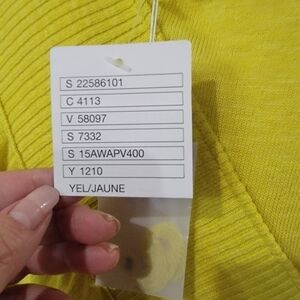 S 22586101
C 4113
V 58097
S 7332
S 15AWAPV400
Y 1210
YEL/JAUNE